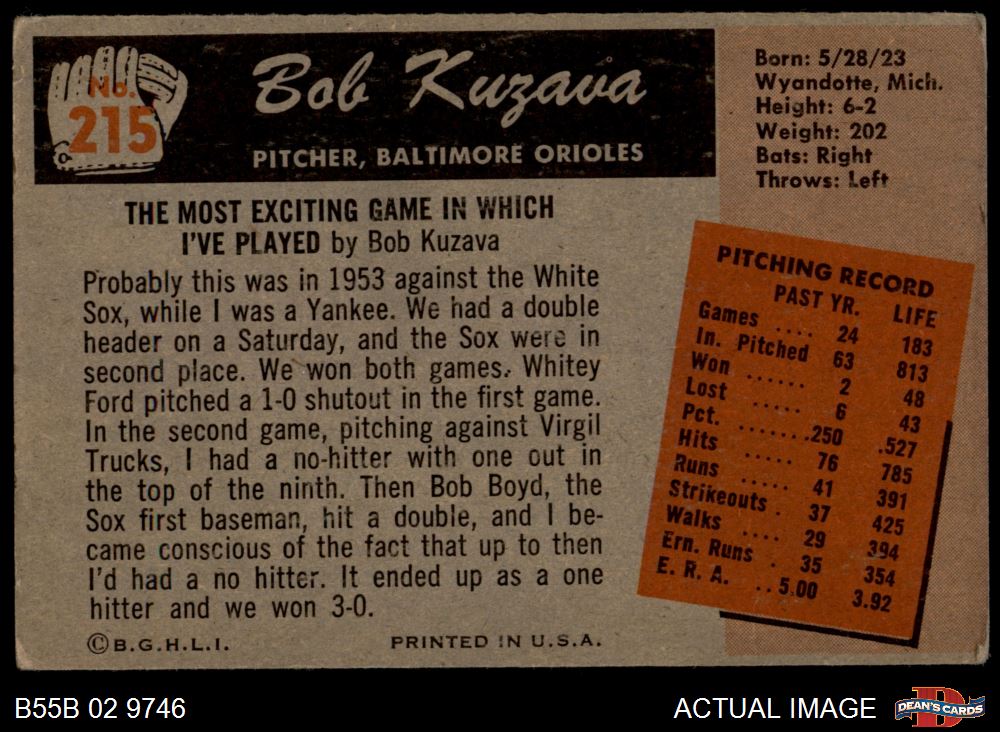 No.
215
Bob Kuzava
PITCHER, BALTIMORE ORIOLES
Born: 5/28/23
Wyandotte, Mich.
Height: 6-2
Weight: 202
Bats: Right
Throws: Left
THE MOST EXCITING GAME IN WHICH
I'VE PLAYED by Bob Kuzava
Probably this was in 1953 against the White
Sox, while I was a Yankee. We had a double
header on a Saturday, and the Sox were in
second place. We won both games. Whitey
Ford pitched a 1-0 shutout in the first game.
In the second game, pitching against Virgil
Trucks, I had a no-hitter with one out in
the top of the ninth. Then Bob Boyd, the
Sox first baseman, hit a double, and I be-
came conscious of the fact that up to then
I'd had a no hitter. It ended up as a one
hitter and we won 3-0.
PITCHING RECORD
PAST YR. LIFE
Games .... 24 183
In. Pitched 63 813
Won ...... 2 48
Lost ..... 6 43
Pct. .......250 .527
Hits ..... 76 785
Runs ..... 41 391
Strikeouts . 37 425
Walks .... 29 394
Ern. Runs . 35 354
E. R. A. ..5.00 3.92
©B.G.H.L.I. PRINTED IN U.S.A.
B55B 02 9746
ACTUAL IMAGE
DEAN'S CARDS